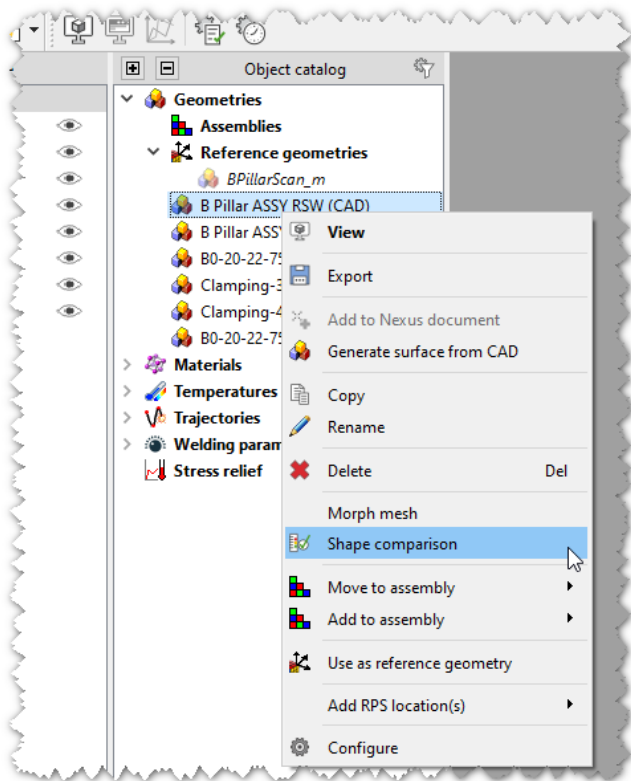 Object catalog
Geometries
Assemblies
Reference geometries
BPillarScan_m
B Pillar ASSY RSW (CAD)
B Pillar ASS
View
B0-20-22-75
Export
Clamping-3
Clamping-4
Add to Nexus document
B0-20-22-75
Generate surface from CAD
Materials
Temperatures
Copy
Trajectories
Rename
Welding param
Stress relief
Delete Del
Morph mesh
Shape comparison
Move to assembly
Add to assembly
Use as reference geometry
Add RPS location(s)
Configure